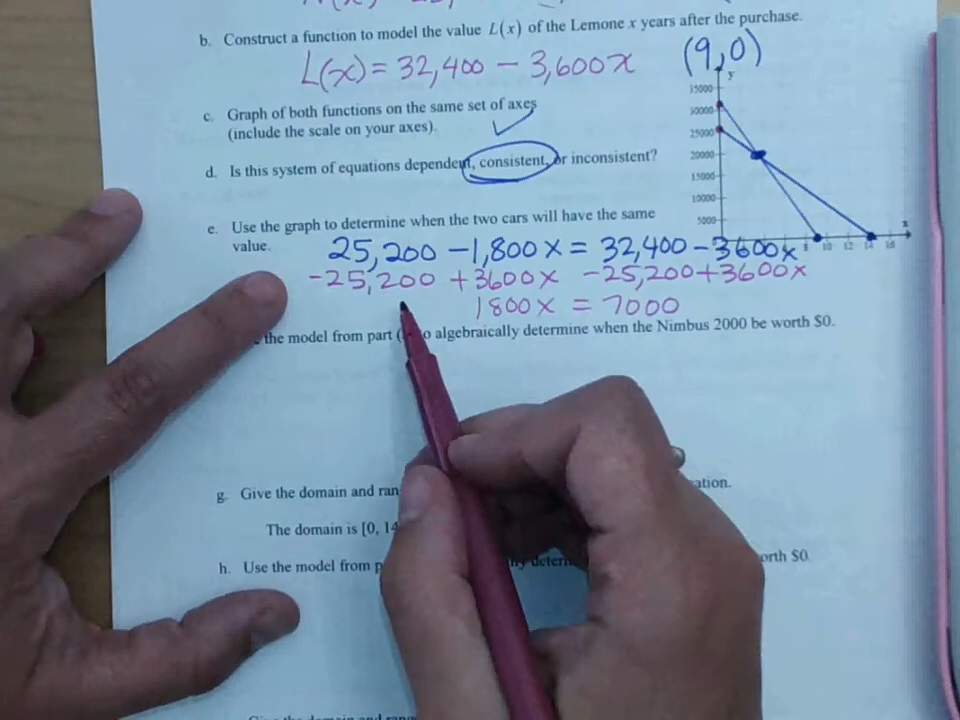 b. Construct a function to model the value L(x) of the Lemone x years after the purchase.
L(x) = 32,400 - 3,600x
(9,0)
c. Graph of both functions on the same set of axes
(include the scale on your axes).
d. Is this system of equations dependent, consistent, or inconsistent?
y
15000
30000
25000
20000
15000
10000
5000
8 10 12 14 16
x
e. Use the graph to determine when the two cars will have the same
value.
25,200 - 1,800x = 32,400 - 3600x
-25,200 + 3600x - 25,200 + 3600x
1800x = 7000
the model from part algebraically determine when the Nimbus 2000 be worth $0.
g. Give the domain and
The domain is [0, 14
h. Use the model from
$0.